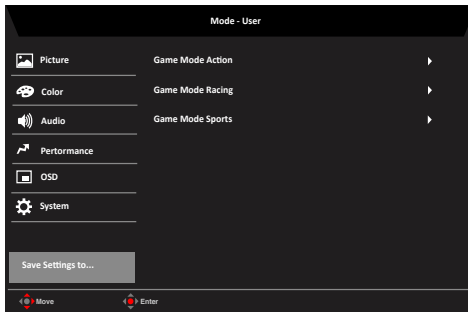 Mode - User
Picture
Game Mode Action
Color
Game Mode Racing
Audio
Game Mode Sports
Pertormance
OSD
System
Save Settings to...
Move
Enter